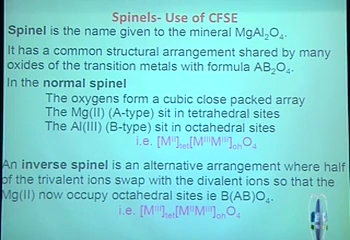 Spinels- Use of CFSE
Spinel is the name given to the mineral MgAl₂O₄.
It has a common structural arrangement shared by many
oxides of the transition metals with formula AB₂O₄.
In the normal spinel
The oxygens form a cubic close packed array
The Mg(II) (A-type) sit in tetrahedral sites
The Al(III) (B-type) sit in octahedral sites
i.e. [Mᴵᴵ]tet[MᴵᴵᴵMᴵᴵᴵ]ohO₄
An inverse spinel is an alternative arrangement where half
of the trivalent ions swap with the divalent ions so that the
Mg(II) now occupy octahedral sites ie B(AB)O₄.
i.e. [Mᴵᴵᴵ]tet[MᴵᴵMᴵᴵᴵ]ohO₄